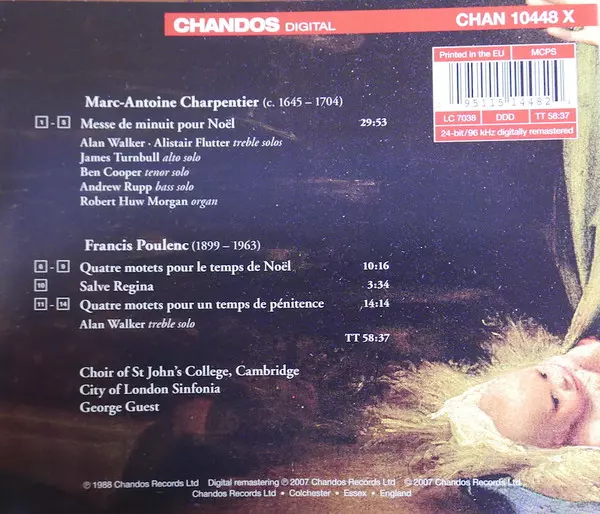 CHANDOS DIGITAL
CHAN 10448 X
Printed in the EU
MCPS
95115 14482
LC 7038
DDD
TT 58:37
24-bit/96 kHz digitally remastered
Marc-Antoine Charpentier (c. 1645 – 1704)
1 - 5 Messe de minuit pour Noël 29:53
Alan Walker · Alistair Flutter treble solos
James Turnbull alto solo
Ben Cooper tenor solo
Andrew Rupp bass solo
Robert Huw Morgan organ
Francis Poulenc (1899 – 1963)
6 - 9 Quatre motets pour le temps de Noël 10:16
10 Salve Regina 3:34
11 - 14 Quatre motets pour un temps de pénitence 14:14
Alan Walker treble solo
TT 58:37
Choir of St John's College, Cambridge
City of London Sinfonia
George Guest
℗ 1988 Chandos Records Ltd Digital remastering ℗ 2007 Chandos Records Ltd © 2007 Chandos Records Ltd
Chandos Records Ltd • Colchester • Essex • England